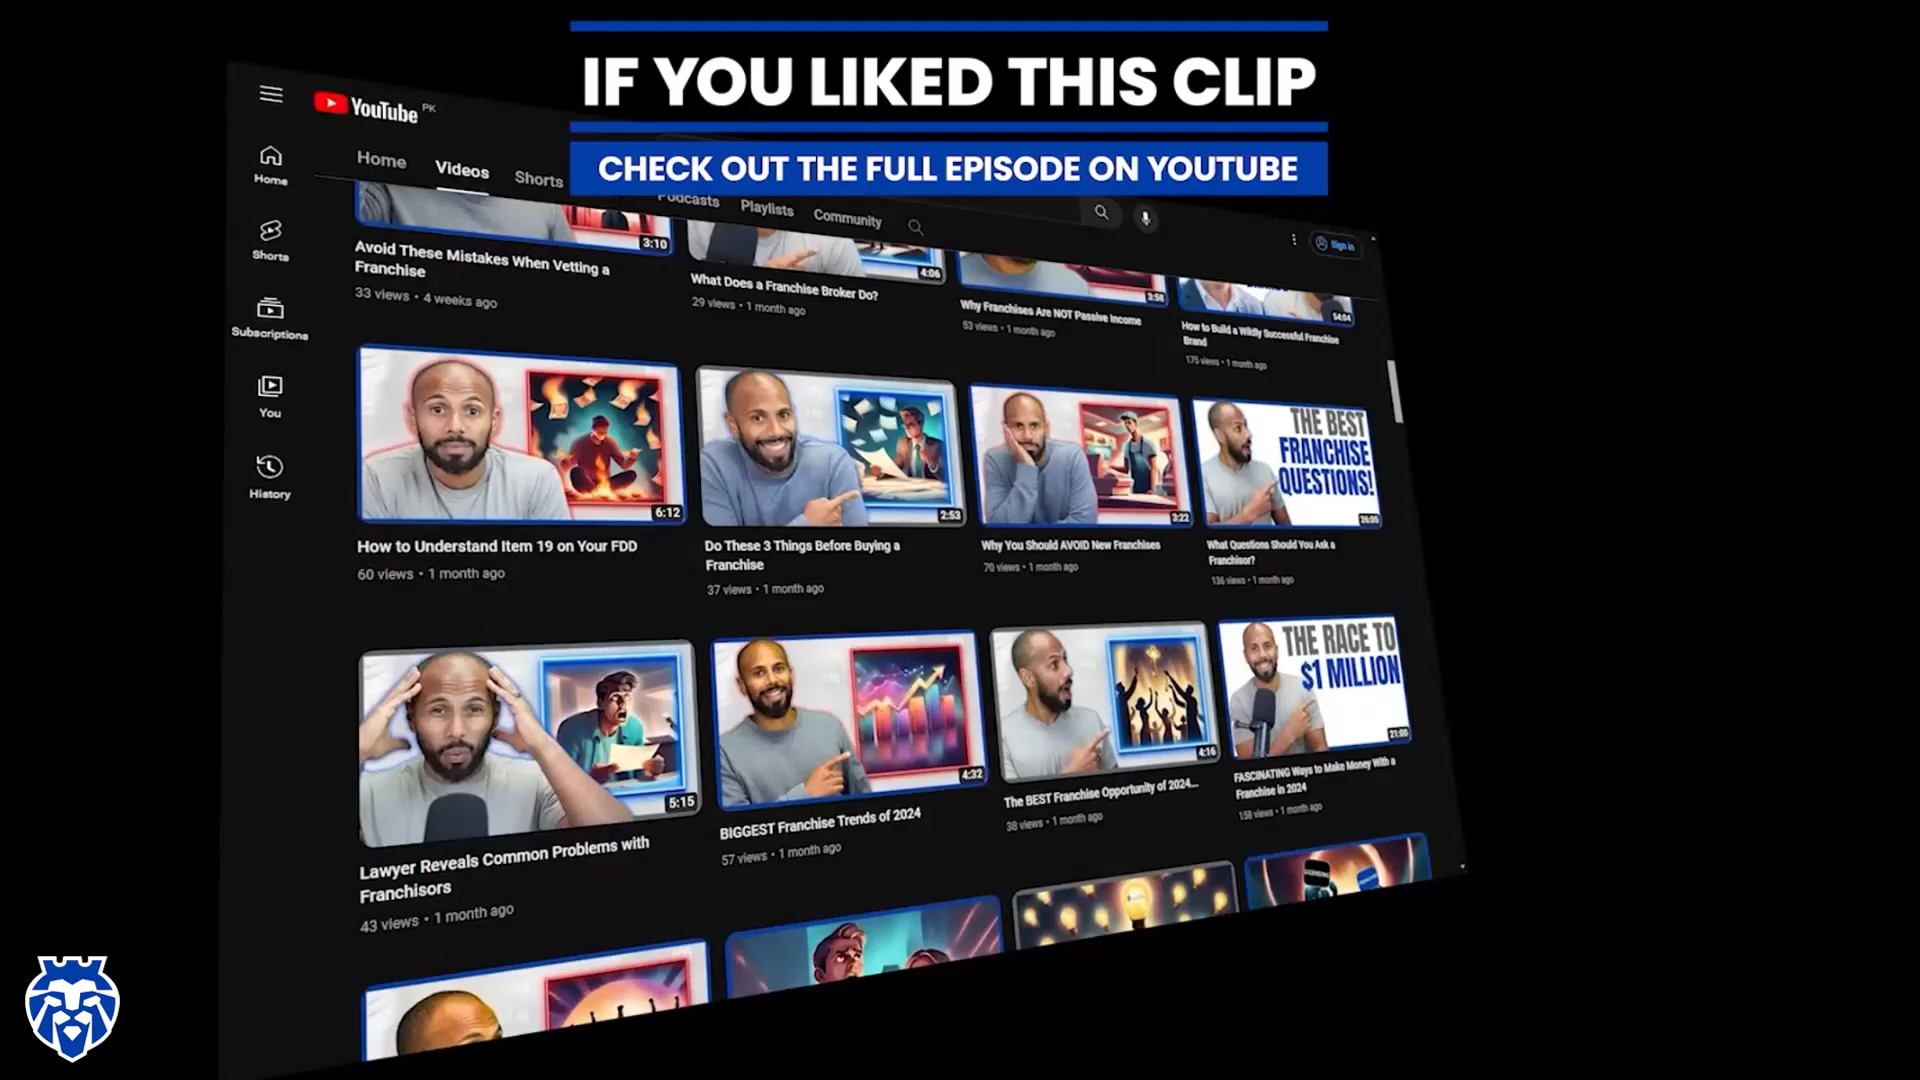 IF YOU LIKED THIS CLIP
CHECK OUT THE FULL EPISODE ON YOUTUBE
YouTube PK
Sign in
Home
Videos
Shorts
Podcasts
Playlists
Community
Home
Shorts
Subscriptions
You
History
3:10
Avoid These Mistakes When Vetting a
Franchise
33 views • 4 weeks ago
4:06
What Does a Franchise Broker Do?
29 views • 1 month ago
3:58
Why Franchises Are NOT Passive Income
53 views • 1 month ago
54:04
How to Build a Wildly Successful Franchise
Brand
175 views • 1 month ago
6:12
How to Understand Item 19 on Your FDD
60 views • 1 month ago
2:53
Do These 3 Things Before Buying a
Franchise
37 views • 1 month ago
3:22
Why You Should AVOID New Franchises
70 views • 1 month ago
THE BEST
FRANCHISE
QUESTIONS!
26:05
What Questions Should You Ask a
Franchisor?
136 views • 1 month ago
5:15
Lawyer Reveals Common Problems with
Franchisors
43 views • 1 month ago
4:32
BIGGEST Franchise Trends of 2024
57 views • 1 month ago
4:16
The BEST Franchise Opportunity of 2024...
38 views • 1 month ago
THE RACE TO
$1 MILLION
21:00
FASCINATING Ways to Make Money With a
Franchise in 2024
158 views • 1 month ago